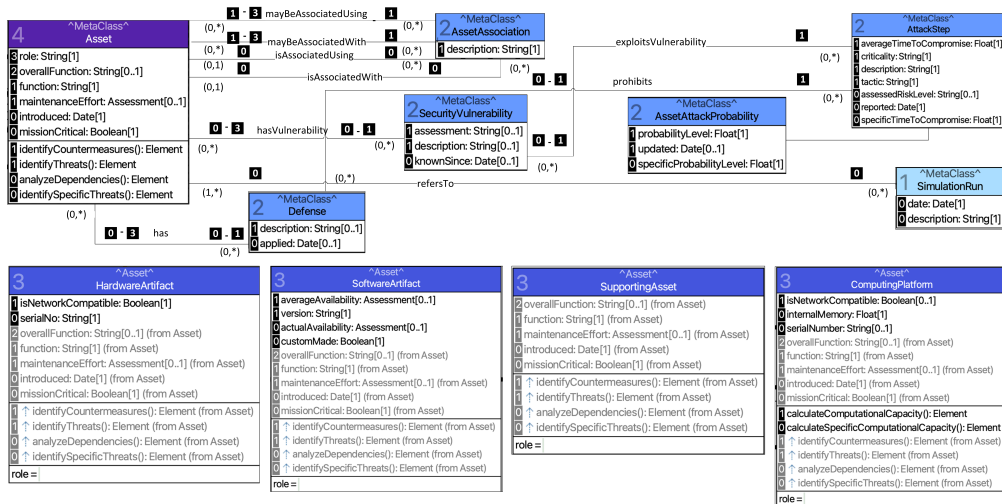 ^MetaClass^
4 Asset
3 role: String[1]
2 overallFunction: String[0..1]
1 function: String[1]
1 maintenanceEffort: Assessment[0..1]
0 introduced: Date[1]
0 missionCritical: Boolean[1]
1 identifyCountermeasures(): Element
1 identifyThreats(): Element
0 analyzeDependencies(): Element
0 identifySpecificThreats(): Element
1 - 3 mayBeAssociatedUsing 1
(0,*) (0,*)
1 - 3 mayBeAssociatedWith 1
(0,*) (0,*)
0 isAssociatedUsing 0
(0,1) (0,*)
0 isAssociatedWith 0
(0,1) (0,*)
^MetaClass^
2 AssetAssociation
1 description: String[1]
exploitsVulnerability 1
(0,*)
0 - 1 prohibits 1
(0,*)
^MetaClass^
2 AttackStep
1 averageTimeToCompromise: Float[1]
1 criticality: String[1]
1 description: String[1]
1 tactic: String[1]
0 assessedRiskLevel: String[0..1]
0 reported: Date[1]
0 specificTimeToCompromise: Float[1]
0 - 3 hasVulnerability 0 - 1
(0,*) (0,*)
^MetaClass^
2 SecurityVulnerability
1 assessment: String[0..1]
1 description: String[0..1]
0 knownSince: Date[0..1]
0 - 1
(0,*)
^MetaClass^
2 AssetAttackProbability
1 probabilityLevel: Float[1]
1 updated: Date[0..1]
0 specificProbabilityLevel: Float[1]
0 refersTo 0
(1,*) (0,*)
(0,*)
^MetaClass^
1 SimulationRun
0 date: Date[1]
0 description: String[1]
^MetaClass^
2 Defense
1 description: String[0..1]
0 applied: Date[0..1]
(0,*)
0 - 3 has 0 - 1
(0,*)
^Asset^
3 HardwareArtifact
1 isNetworkCompatible: Boolean[1]
0 serialNo: String[1]
2 overallFunction: String[0..1] (from Asset)
1 function: String[1] (from Asset)
1 maintenanceEffort: Assessment[0..1] (from Asset)
0 introduced: Date[1] (from Asset)
0 missionCritical: Boolean[1] (from Asset)
1 ↑ identifyCountermeasures(): Element (from Asset)
1 ↑ identifyThreats(): Element (from Asset)
0 ↑ analyzeDependencies(): Element (from Asset)
0 ↑ identifySpecificThreats(): Element (from Asset)
role =
^Asset^
3 SoftwareArtifact
1 averageAvailability: Assessment[0..1]
1 version: String[1]
0 actualAvailability: Assessment[0..1]
0 customMade: Boolean[1]
2 overallFunction: String[0..1] (from Asset)
1 function: String[1] (from Asset)
1 maintenanceEffort: Assessment[0..1] (from Asset)
0 introduced: Date[1] (from Asset)
0 missionCritical: Boolean[1] (from Asset)
1 ↑ identifyCountermeasures(): Element (from Asset)
1 ↑ identifyThreats(): Element (from Asset)
0 ↑ analyzeDependencies(): Element (from Asset)
0 ↑ identifySpecificThreats(): Element (from Asset)
role =
^Asset^
3 SupportingAsset
2 overallFunction: String[0..1] (from Asset)
1 function: String[1] (from Asset)
1 maintenanceEffort: Assessment[0..1] (from Asset)
0 introduced: Date[1] (from Asset)
0 missionCritical: Boolean[1] (from Asset)
1 ↑ identifyCountermeasures(): Element (from Asset)
1 ↑ identifyThreats(): Element (from Asset)
0 ↑ analyzeDependencies(): Element (from Asset)
0 ↑ identifySpecificThreats(): Element (from Asset)
role =
^Asset^
3 ComputingPlatform
1 isNetworkCompatible: Boolean[0..1]
0 internalMemory: Float[1]
0 serialNumber: String[0..1]
2 overallFunction: String[0..1] (from Asset)
1 function: String[1] (from Asset)
1 maintenanceEffort: Assessment[0..1] (from Asset)
0 introduced: Date[1] (from Asset)
0 missionCritical: Boolean[1] (from Asset)
1 calculateComputationalCapacity(): Element
0 calculateSpecificComputationalCapacity(): Element
1 ↑ identifyCountermeasures(): Element (from Asset)
1 ↑ identifyThreats(): Element (from Asset)
0 ↑ analyzeDependencies(): Element (from Asset)
0 ↑ identifySpecificThreats(): Element (from Asset)
role =